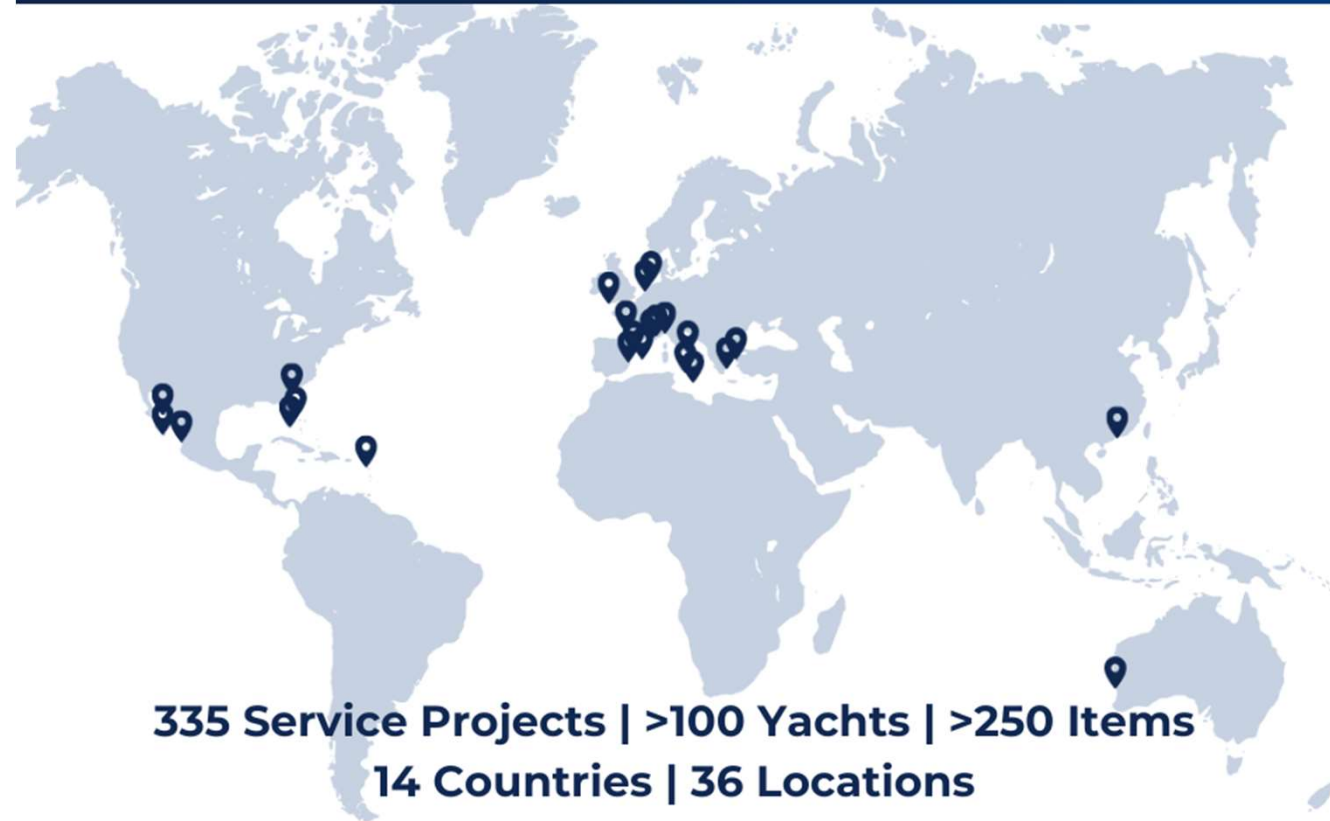 335 Service Projects | >100 Yachts | >250 Items
14 Countries | 36 Locations